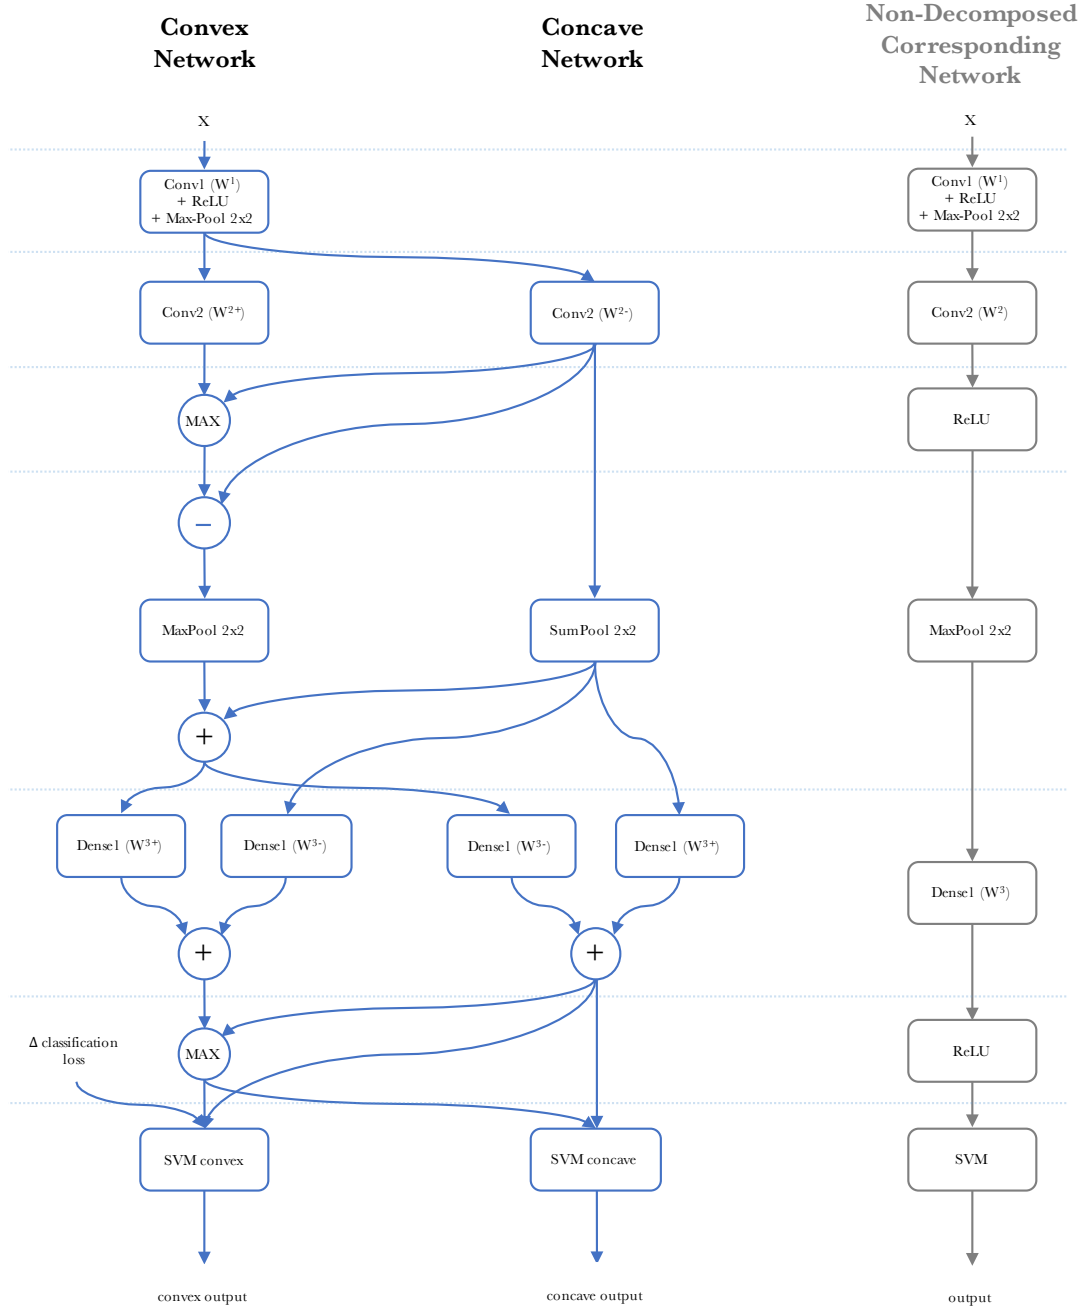 Convex
Network
Concave
Network
Non-Decomposed
Corresponding
Network
X
X
Conv1 (W¹)
+ ReLU
+ Max-Pool 2x2
Conv1 (W¹)
+ ReLU
+ Max-Pool 2x2
Conv2 (W²⁺)
Conv2 (W²⁻)
Conv2 (W²)
MAX
ReLU
−
MaxPool 2x2
SumPool 2x2
MaxPool 2x2
+
Dense1 (W³⁺)
Dense1 (W³⁻)
Dense1 (W³⁻)
Dense1 (W³⁺)
Dense1 (W³)
+
+
Δ classification
loss
MAX
ReLU
SVM convex
SVM concave
SVM
convex output
concave output
output